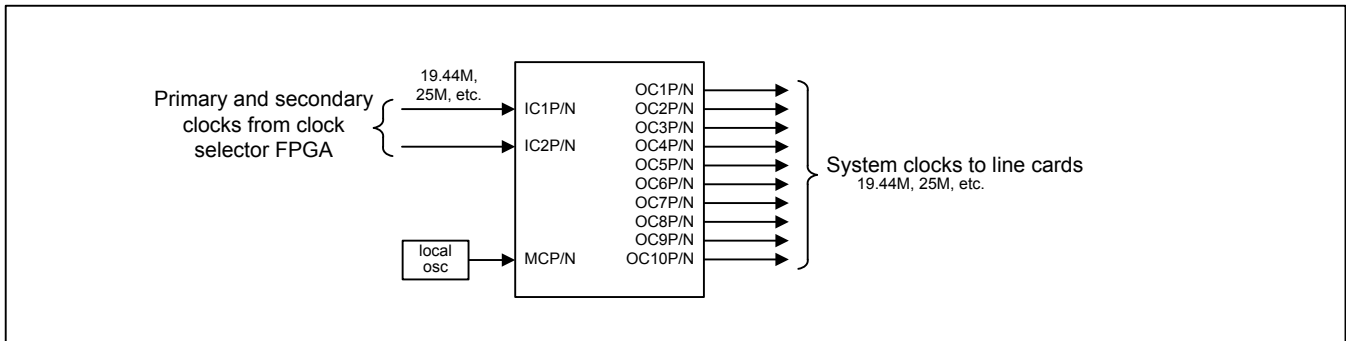 Primary and secondary
clocks from clock
selector FPGA
19.44M,
25M, etc.
IC1P/N
IC2P/N
local
osc
MCP/N
OC1P/N
OC2P/N
OC3P/N
OC4P/N
OC5P/N
OC6P/N
OC7P/N
OC8P/N
OC9P/N
OC10P/N
System clocks to line cards
19.44M, 25M, etc.